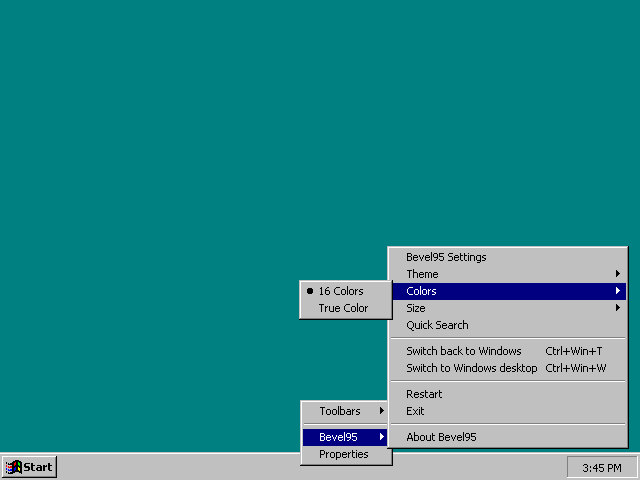 Bevel95 Settings
Theme
Colors
Size
Quick Search
Switch back to Windows Ctrl+Win+T
Switch to Windows desktop Ctrl+Win+W
Restart
Exit
About Bevel95
16 Colors
True Color
Toolbars
Bevel95
Properties
Start
3:45 PM